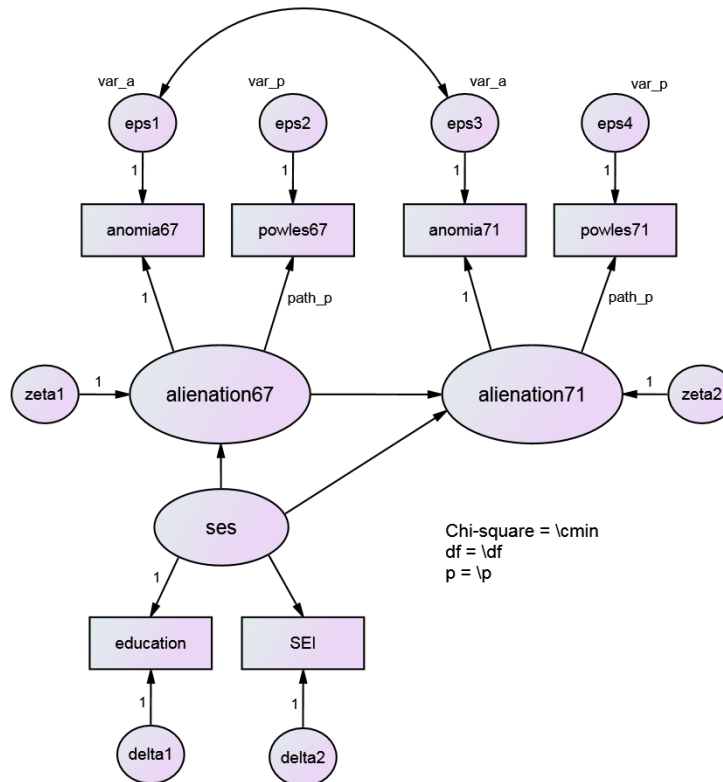 var_a
var_p
var_a
var_p
eps1
eps2
eps3
eps4
1
1
1
1
anomia67
powles67
anomia71
powles71
1
path_p
1
path_p
zeta1
1
alienation67
alienation71
1
zeta2
ses
Chi-square = \cmin
df = \df
p = \p
1
education
SEI
1
1
delta1
delta2